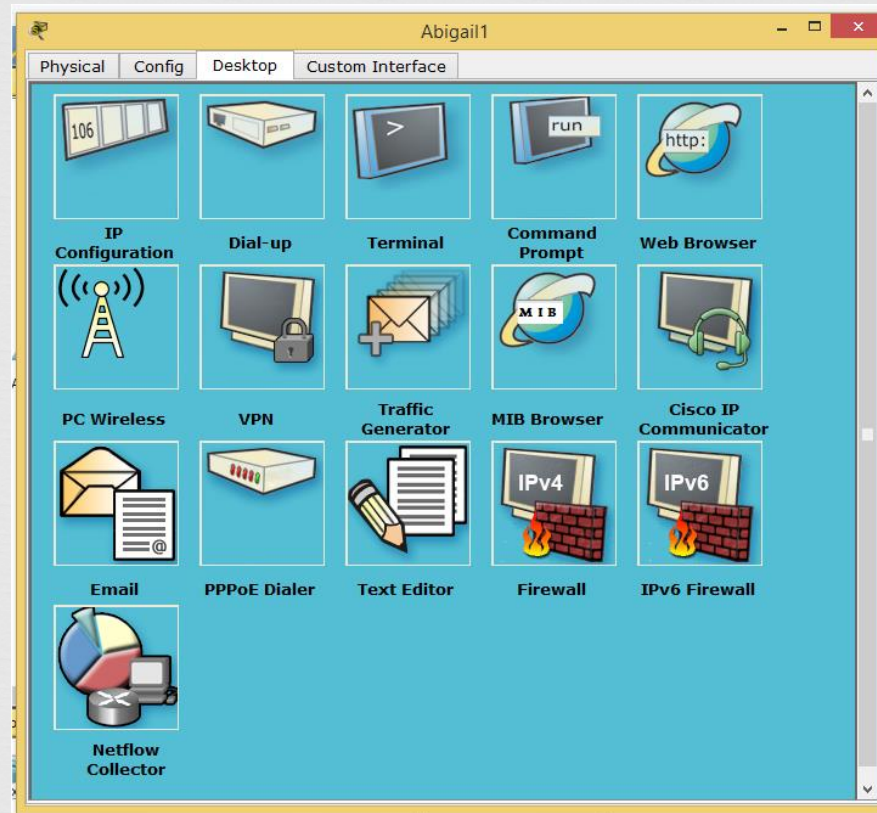 Abigail1
Physical
Config
Desktop
Custom Interface
106
>
run
http:
IP
Configuration
Dial-up
Terminal
Command
Prompt
Web Browser
MIB
PC Wireless
VPN
Traffic
Generator
MIB Browser
Cisco IP
Communicator
@
IPv4
IPv6
Email
PPPoE Dialer
Text Editor
Firewall
IPv6 Firewall
Netflow
Collector